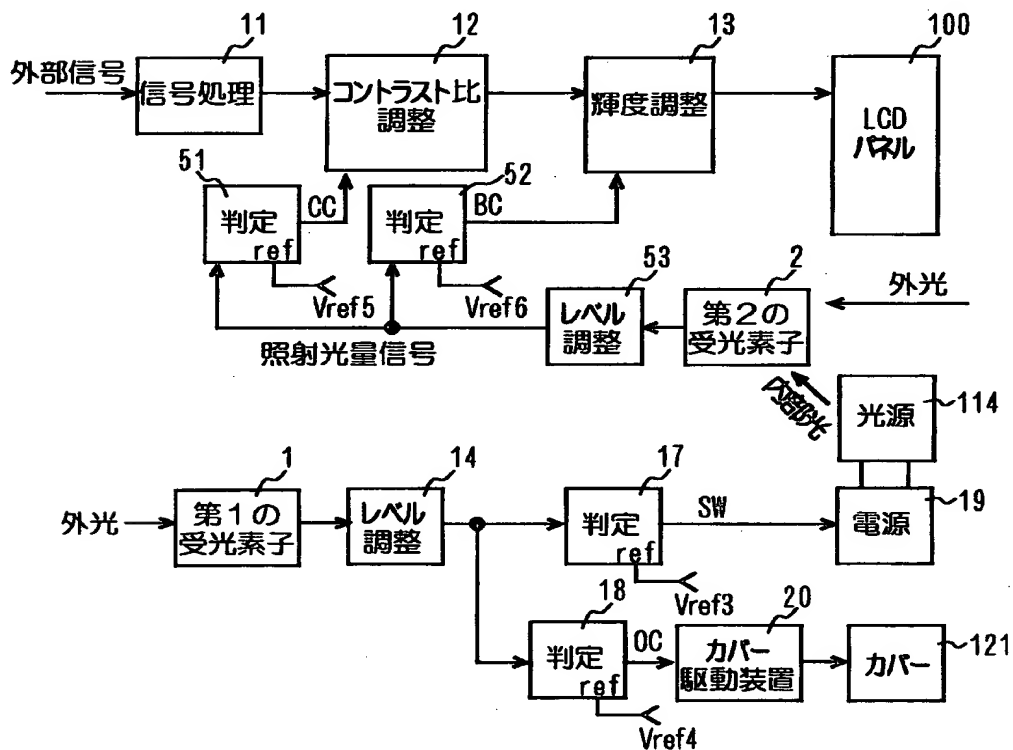 11
12
13
100
外部信号
信号処理
コントラスト比
調整
輝度調整
LCD
パネル
51
CC
52
BC
判定
ref
判定
ref
Vref5
Vref6
53
2
外光
レベル
調整
第2の
受光素子
照射光量信号
内部光
光源
114
1
14
17
外光
第1の
受光素子
レベル
調整
判定
ref
SW
電源
19
Vref3
18
判定
ref
OC
20
カバー
駆動装置
カバー
121
Vref4